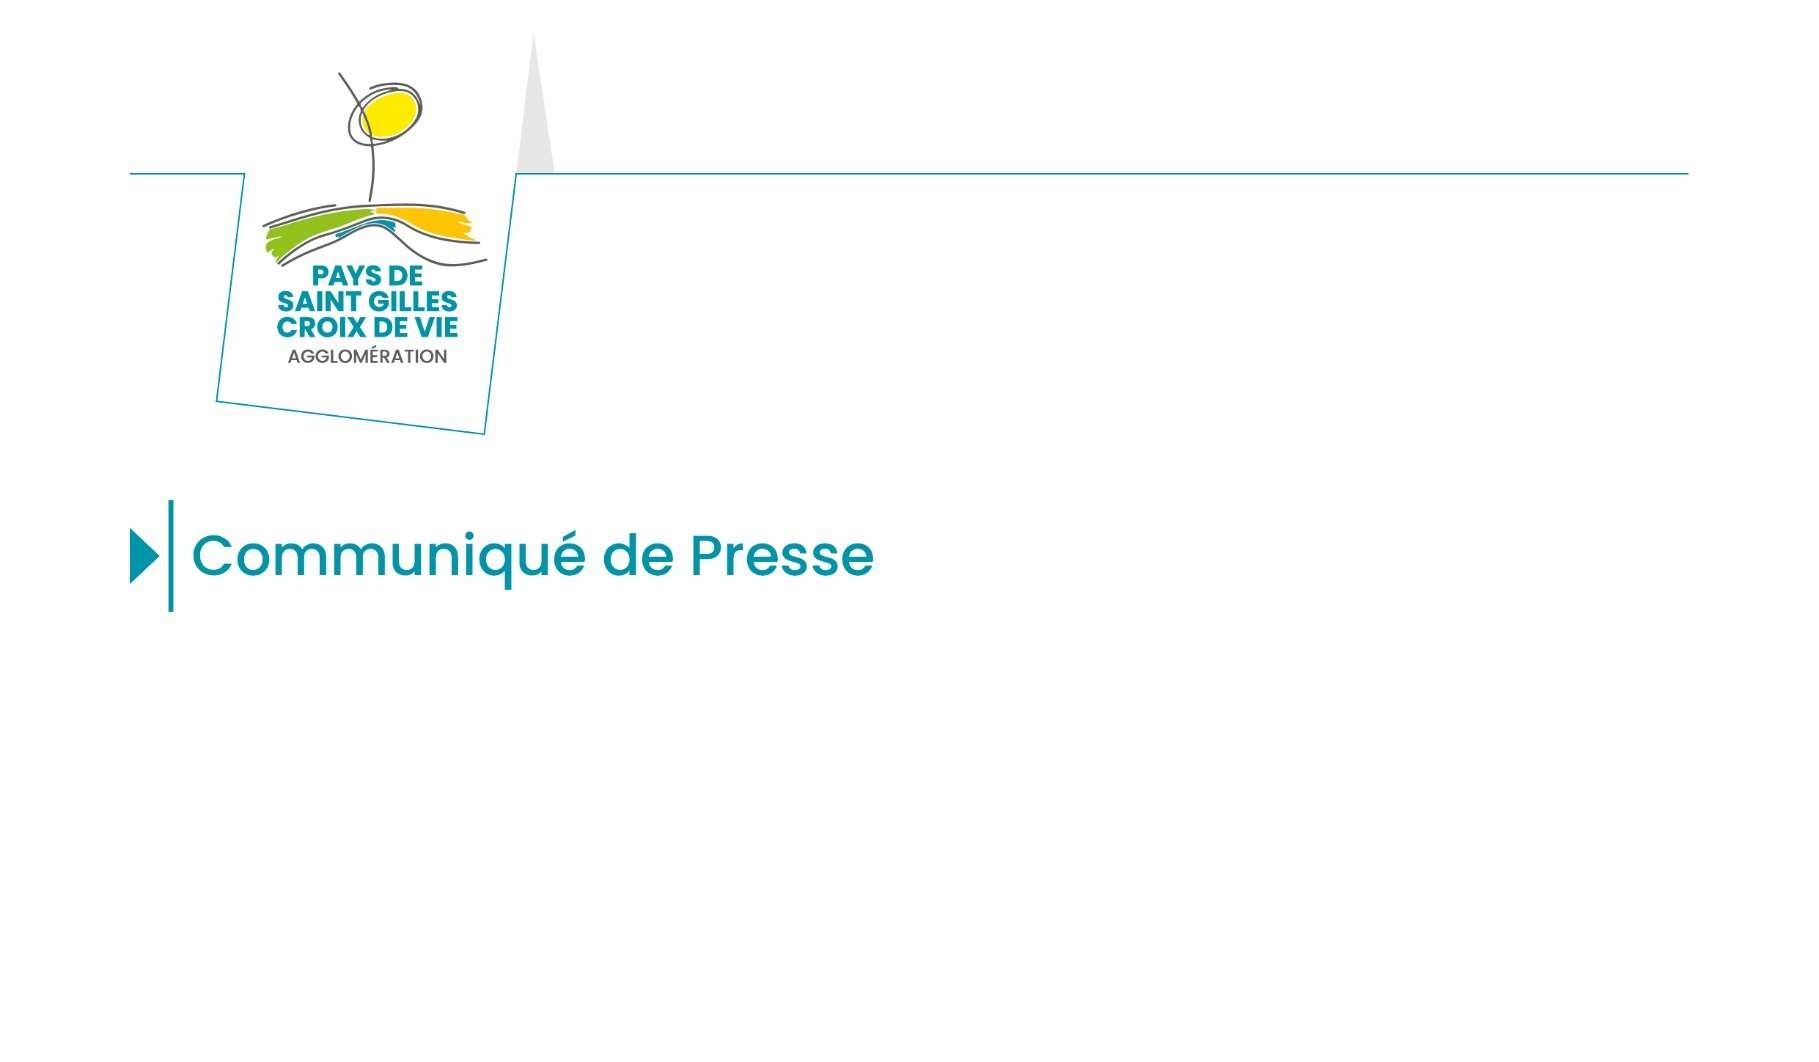 PAYS DE
SAINT GILLES
CROIX DE VIE
AGGLOMÉRATION
Communiqué de Presse